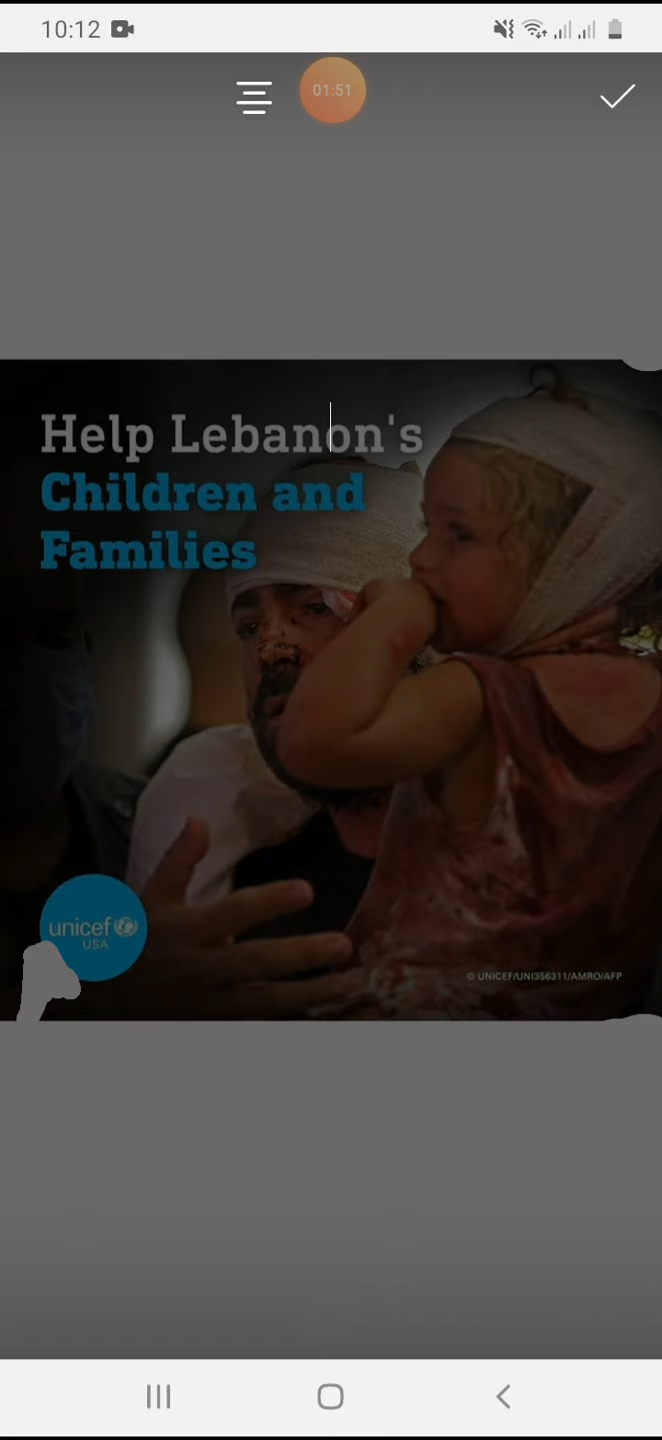 10:12
01:51
Help Lebanon's
Children and
Families
unicef
USA
© UNICEF/UNI356311/AMRO/AFP